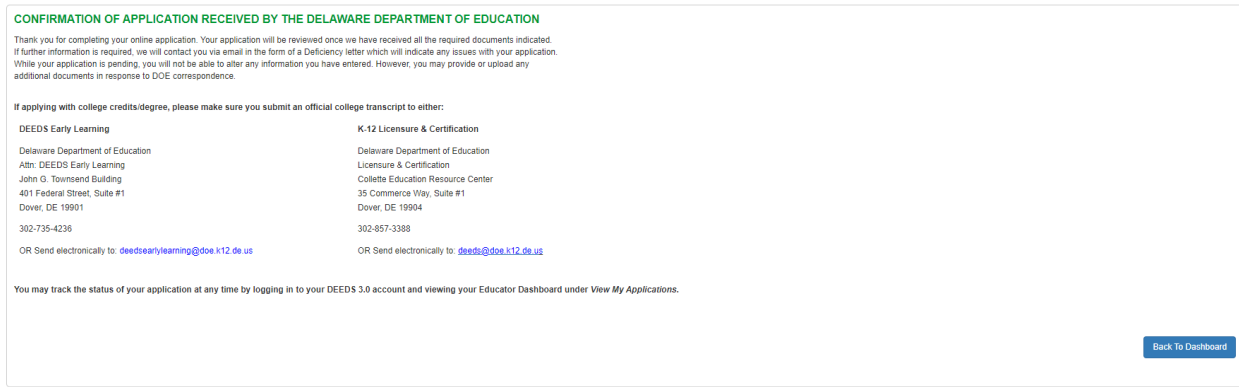 CONFIRMATION OF APPLICATION RECEIVED BY THE DELAWARE DEPARTMENT OF EDUCATION
Thank you for completing your online application. Your application will be reviewed once we have received all the required documents indicated.
If further information is required, we will contact you via email in the form of a Deficiency letter which will indicate any issues with your application.
While your application is pending, you will not be able to alter any information you have entered. However, you may provide or upload any
additional documents in response to DOE correspondence.
If applying with college credits/degree, please make sure you submit an official college transcript to either:
DEEDS Early Learning
Delaware Department of Education
Attn: DEEDS Early Learning
John G. Townsend Building
401 Federal Street, Suite #1
Dover, DE 19901
302-735-4236
OR Send electronically to: deedsearlylearning@doe.k12.de.us
K-12 Licensure & Certification
Delaware Department of Education
Licensure & Certification
Collette Education Resource Center
35 Commerce Way, Suite #1
Dover, DE 19904
302-857-3388
OR Send electronically to: deeds@doe.k12.de.us
You may track the status of your application at any time by logging in to your DEEDS 3.0 account and viewing your Educator Dashboard under View My Applications.
Back To Dashboard